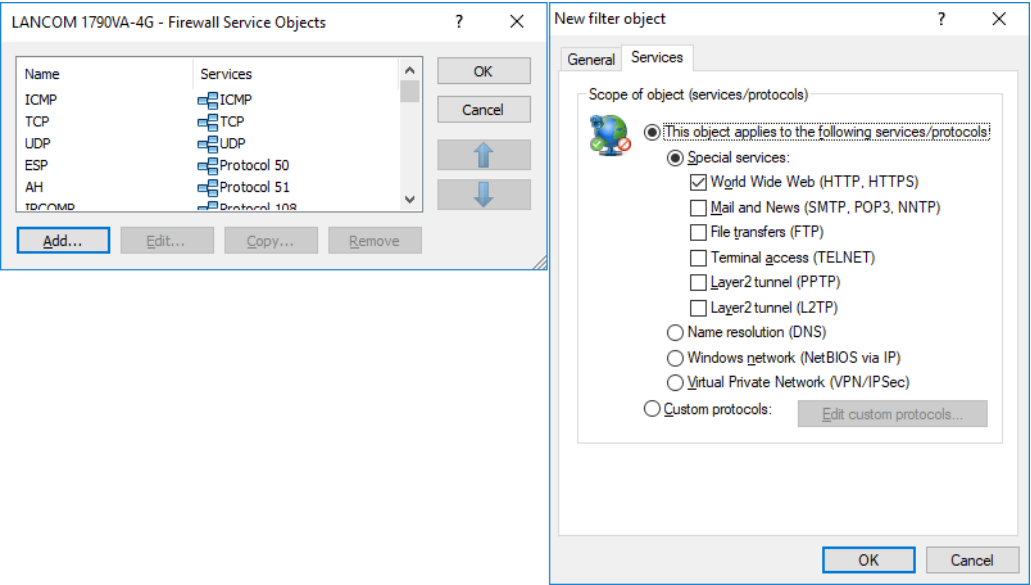 LANCOM 1790VA-4G - Firewall Service Objects
?
Name Services
ICMP ICMP
TCP TCP
UDP UDP
ESP Protocol 50
AH Protocol 51
IPCOMP Protocol 108
OK
Cancel
Add... Edit... Copy... Remove
New filter object
?
General Services
Scope of object (services/protocols)
This object applies to the following services/protocols
Special services:
World Wide Web (HTTP, HTTPS)
Mail and News (SMTP, POP3, NNTP)
File transfers (FTP)
Terminal access (TELNET)
Layer2 tunnel (PPTP)
Layer2 tunnel (L2TP)
Name resolution (DNS)
Windows network (NetBIOS via IP)
Virtual Private Network (VPN/IPSec)
Custom protocols: Edit custom protocols...
OK Cancel